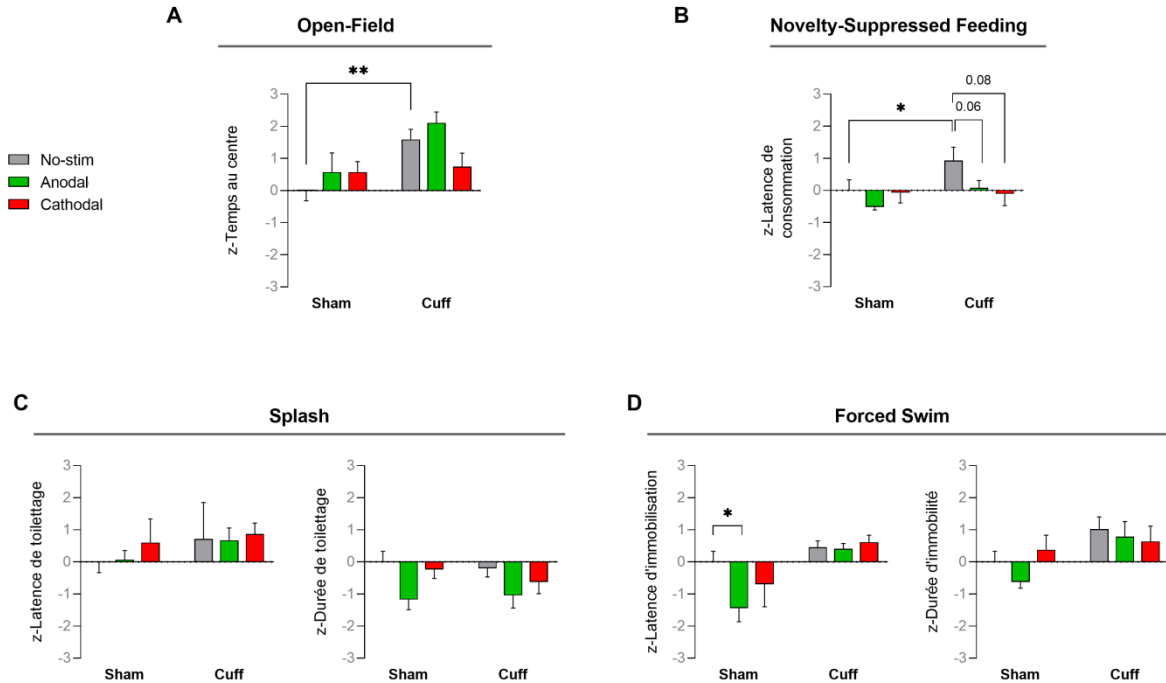 A
Open-Field
**
z-Temps au centre
3
2
1
0
-1
-2
-3
Sham Cuff
No-stim
Anodal
Cathodal
B
Novelty-Suppressed Feeding
0.08
* 0.06
z-Latence de
consommation
3
2
1
0
-1
-2
-3
Sham Cuff
C
Splash
z-Latence de toilettage
3
2
1
0
-1
-2
-3
Sham Cuff
z-Durée de toilettage
3
2
1
0
-1
-2
-3
Sham Cuff
D
Forced Swim
*
z-Latence d'immobilisation
3
2
1
0
-1
-2
-3
Sham Cuff
z-Durée d'immobilité
3
2
1
0
-1
-2
-3
Sham Cuff